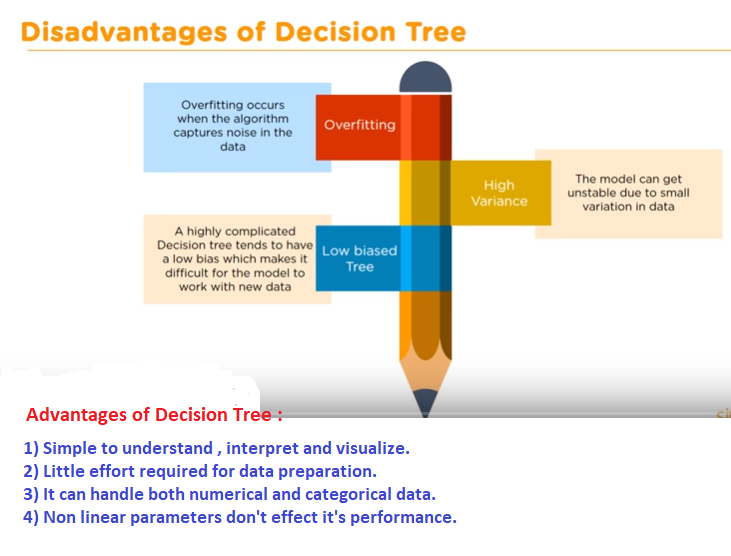 Disadvantages of Decision Tree
Overfitting occurs
when the algorithm
captures noise in the
data
Overfitting
High
Variance
The model can get
unstable due to small
variation in data
A highly complicated
Decision tree tends to have
a low bias which makes it
difficult for the model to
work with new data
Low biased
Tree
Advantages of Decision Tree :
1) Simple to understand , interpret and visualize.
2) Little effort required for data preparation.
3) It can handle both numerical and categorical data.
4) Non linear parameters don't effect it's performance.